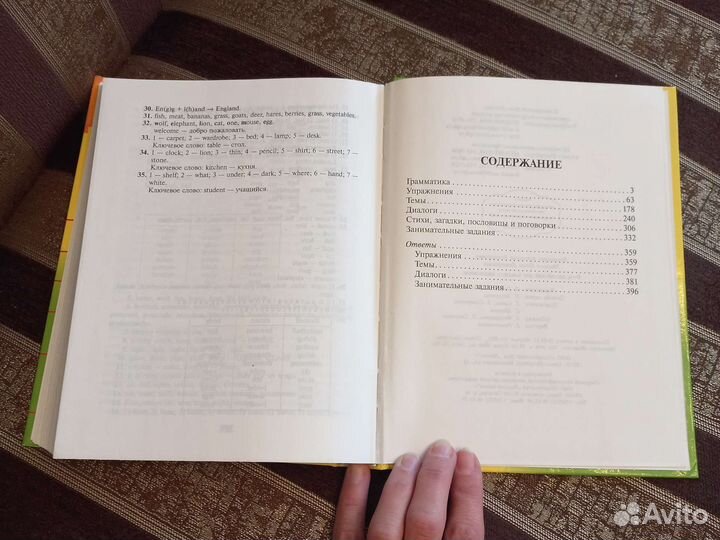 30. En(g)g + l(h)and → England.
31. fish, meat, bananas, grass, goats, deer, hares, berries, grass, vegetables.
32. wolf, elephant, lion, cat, one, mouse, egg.
welcome — добро пожаловать.
33. 1 — carpet; 2 — wardrobe; 3 — bed; 4 — lamp; 5 — desk.
Ключевое слово: table — стол.
34. 1 — clock; 2 — lion; 3 — thin; 4 — pencil; 5 — shirt; 6 — street; 7 —
stone.
Ключевое слово: kitchen — кухня.
35. 1 — shelf; 2 — what; 3 — under; 4 — dark; 5 — where; 6 — hand; 7 —
white.
Ключевое слово: student — учащийся.
СОДЕРЖАНИЕ
Грамматика 3
Упражнения 63
Темы 178
Диалоги 240
Стихи, загадки, пословицы и поговорки 306
Занимательные задания 332
Ответы 359
Упражнения 359
Темы 377
Диалоги 381
Занимательные задания 396
Avito